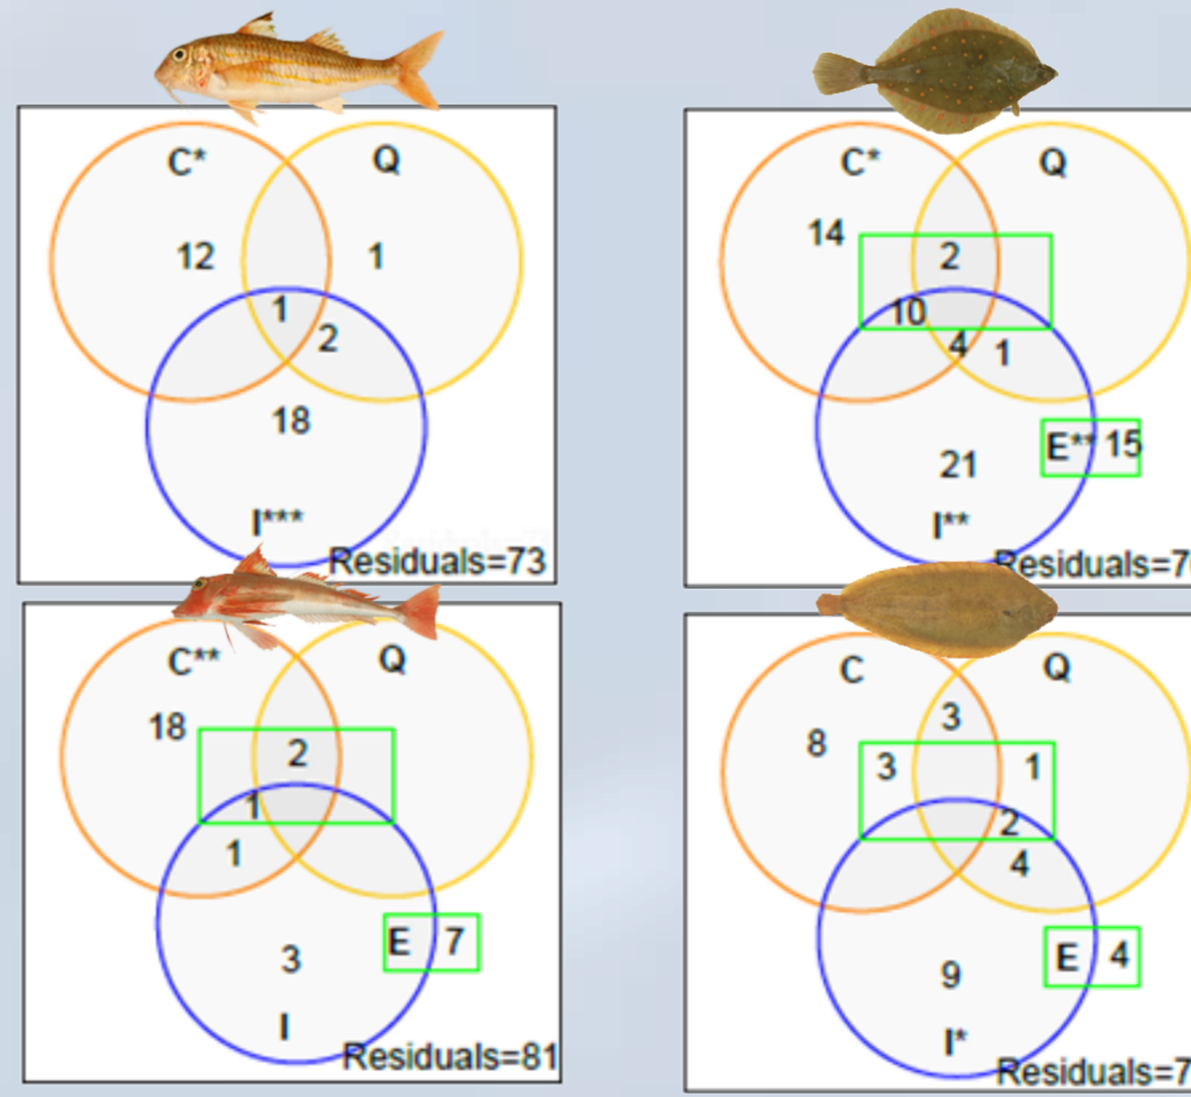 C* Q
12 1
1
2
18
I***
Residuals=73
C* Q
14
2
10
4 1
E** 15
21
I**
Residuals=7
C** Q
18
2
1
1
E 7
3
I
Residuals=81
C Q
3
8
3 1
2
4
E 4
9
I*
Residuals=7